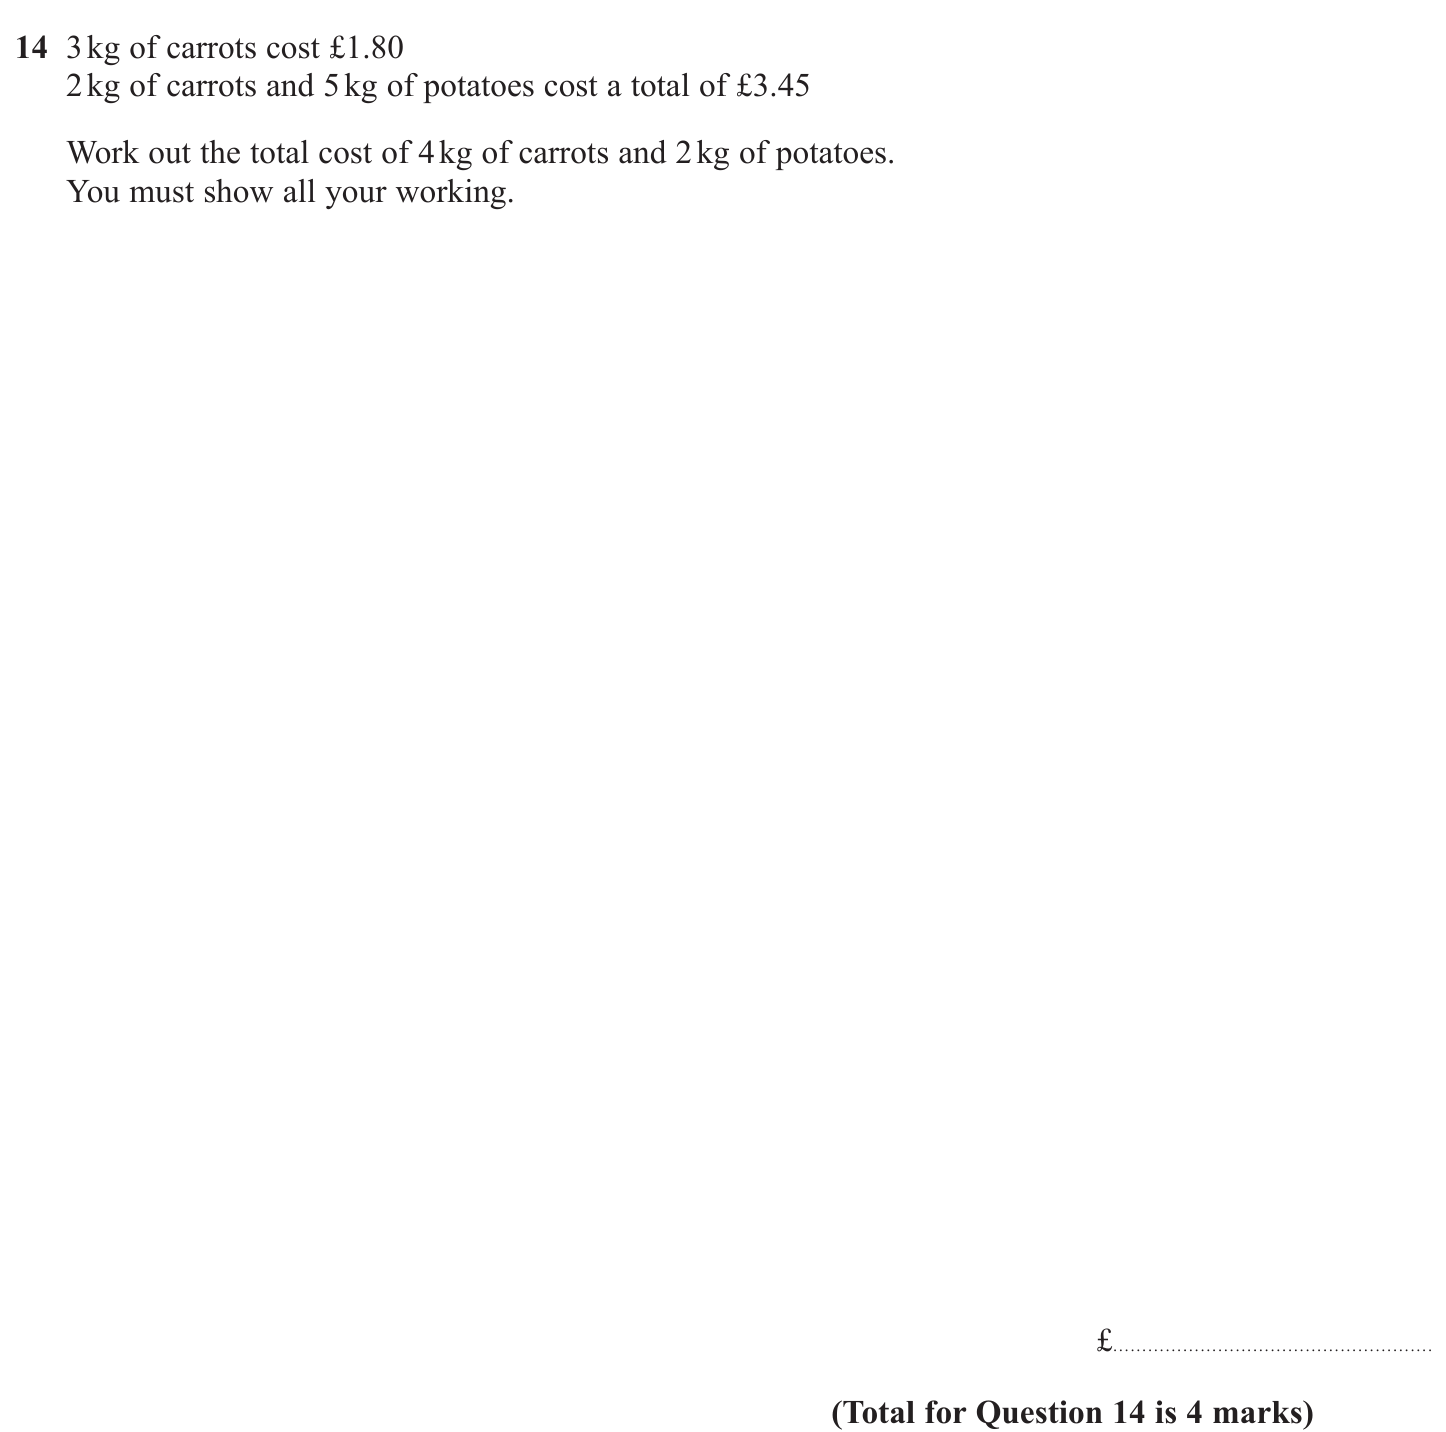 14 3 kg of carrots cost £1.80
2 kg of carrots and 5 kg of potatoes cost a total of £3.45
Work out the total cost of 4 kg of carrots and 2 kg of potatoes.
You must show all your working.
£......................................................
(Total for Question 14 is 4 marks)